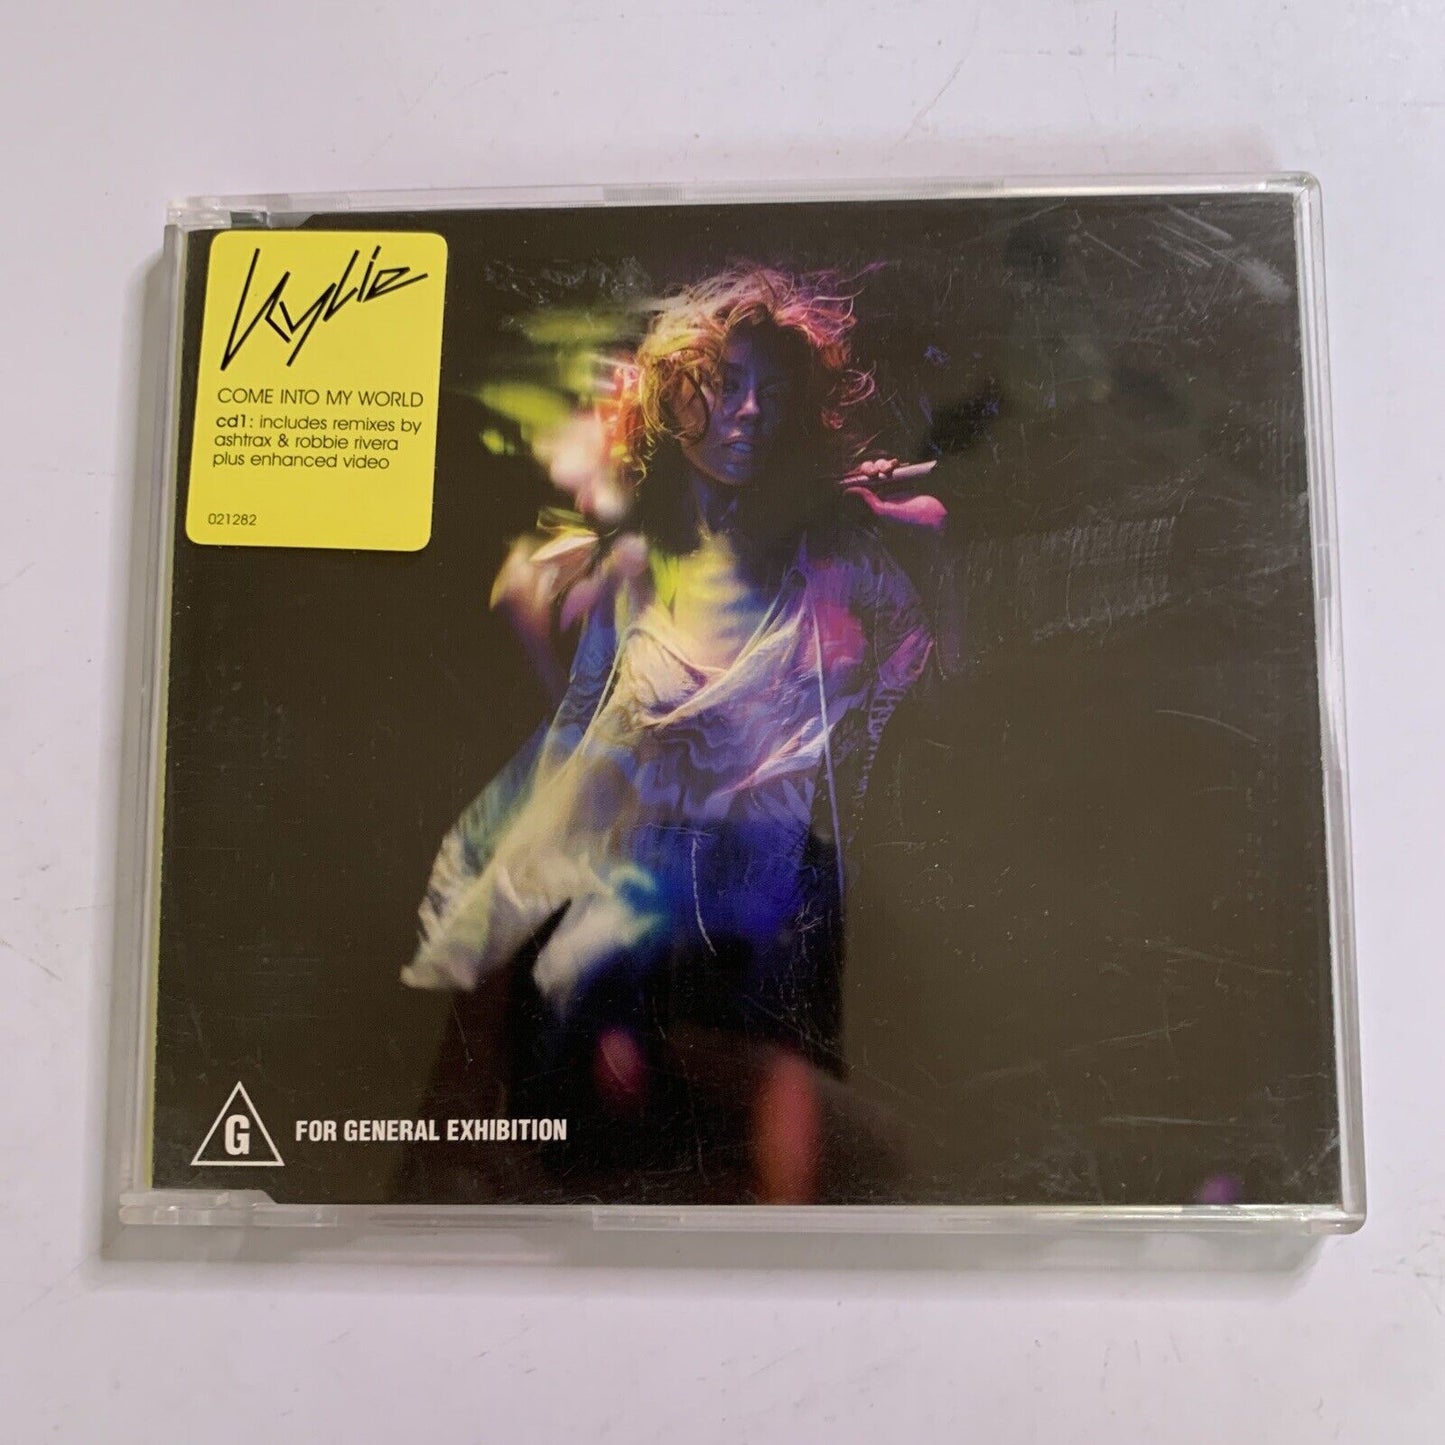 Kylie
COME INTO MY WORLD
cd1: includes remixes by
ashtrax & robbie rivera
plus enhanced video
021282
G
FOR GENERAL EXHIBITION